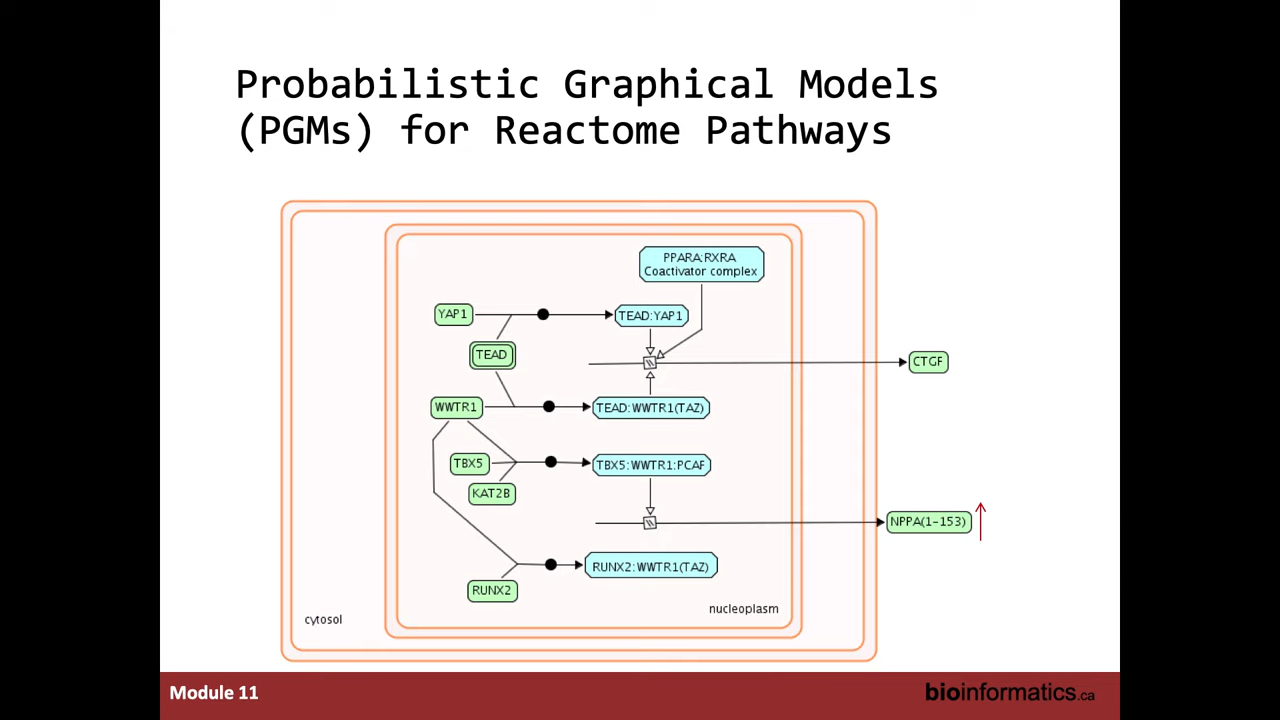 Probabilistic Graphical Models
(PGMs) for Reactome Pathways
PPARA:RXRA
Coactivator complex
YAP1
TEAD:YAP1
TEAD
CTGF
WWTR1
TEAD:WWTR1(TAZ)
TBX5
TBX5:WWTR1:PCAF
KAT2B
NPPA(1-153)
RUNX2:WWTR1(TAZ)
RUNX2
nucleoplasm
cytosol
Module 11
bioinformatics.ca